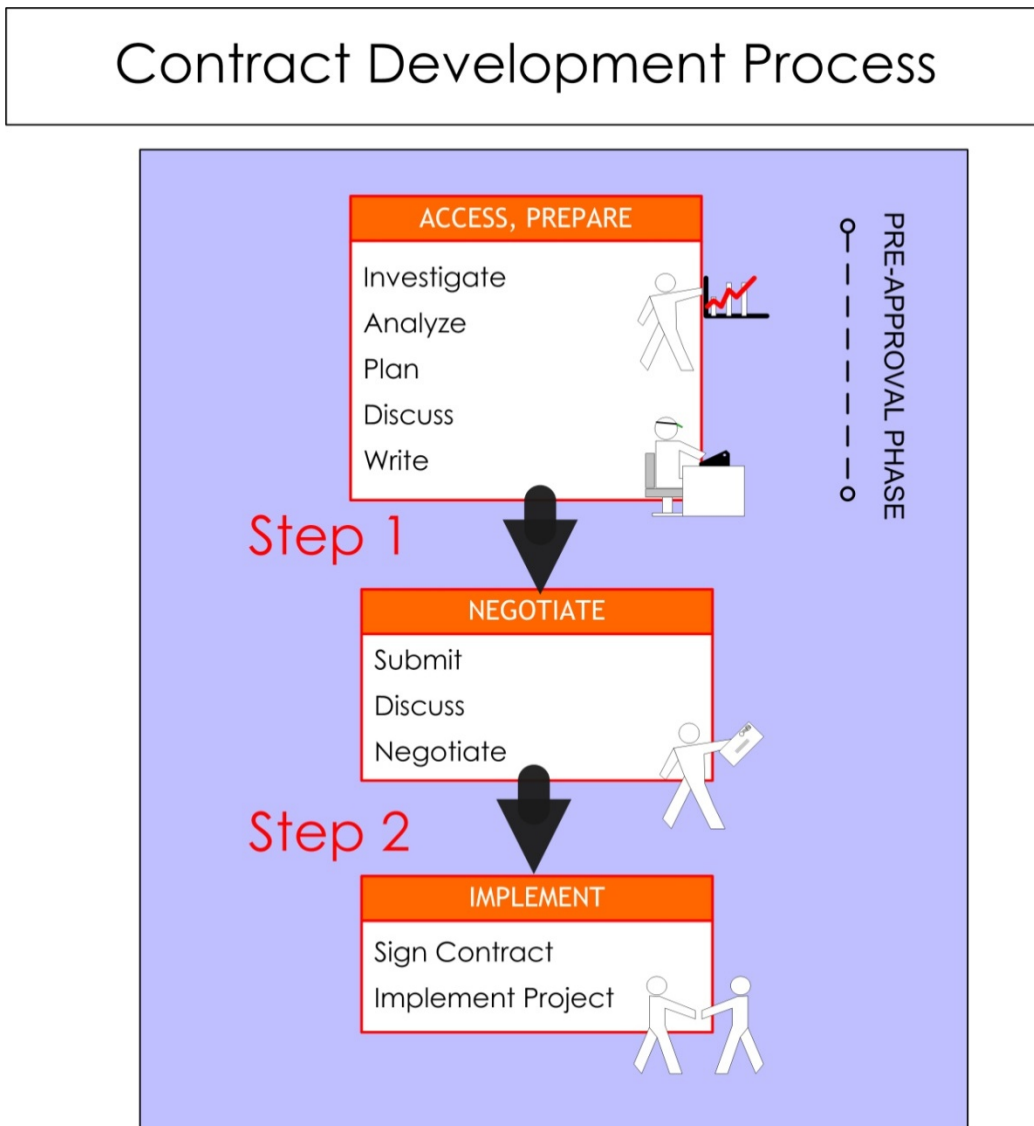 Contract Development Process
ACCESS, PREPARE
Investigate
Analyze
Plan
Discuss
Write
PRE-APPROVAL PHASE
Step 1
NEGOTIATE
Submit
Discuss
Negotiate
Step 2
IMPLEMENT
Sign Contract
Implement Project